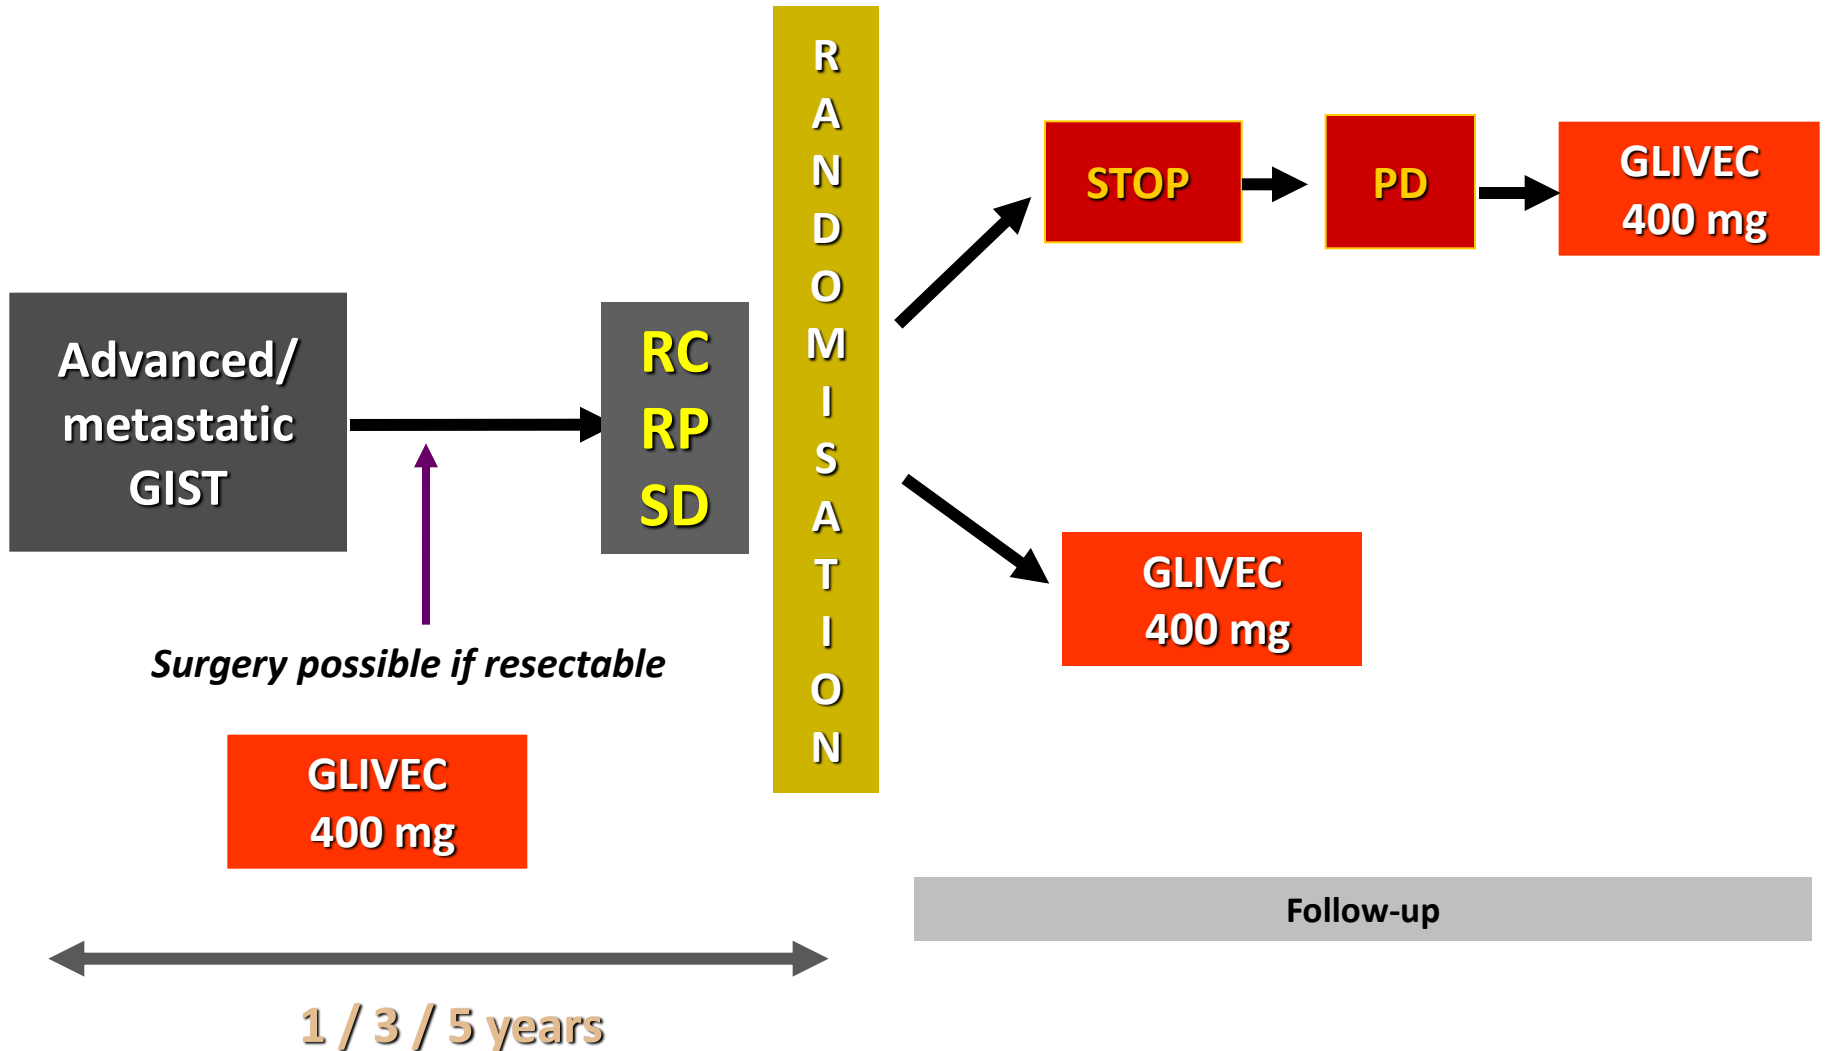 Advanced/
metastatic
GIST
Surgery possible if resectable
GLIVEC
400 mg
1 / 3 / 5 years
RC
RP
SD
R
A
N
D
O
M
I
S
A
T
I
O
N
STOP
PD
GLIVEC
400 mg
GLIVEC
400 mg
Follow-up